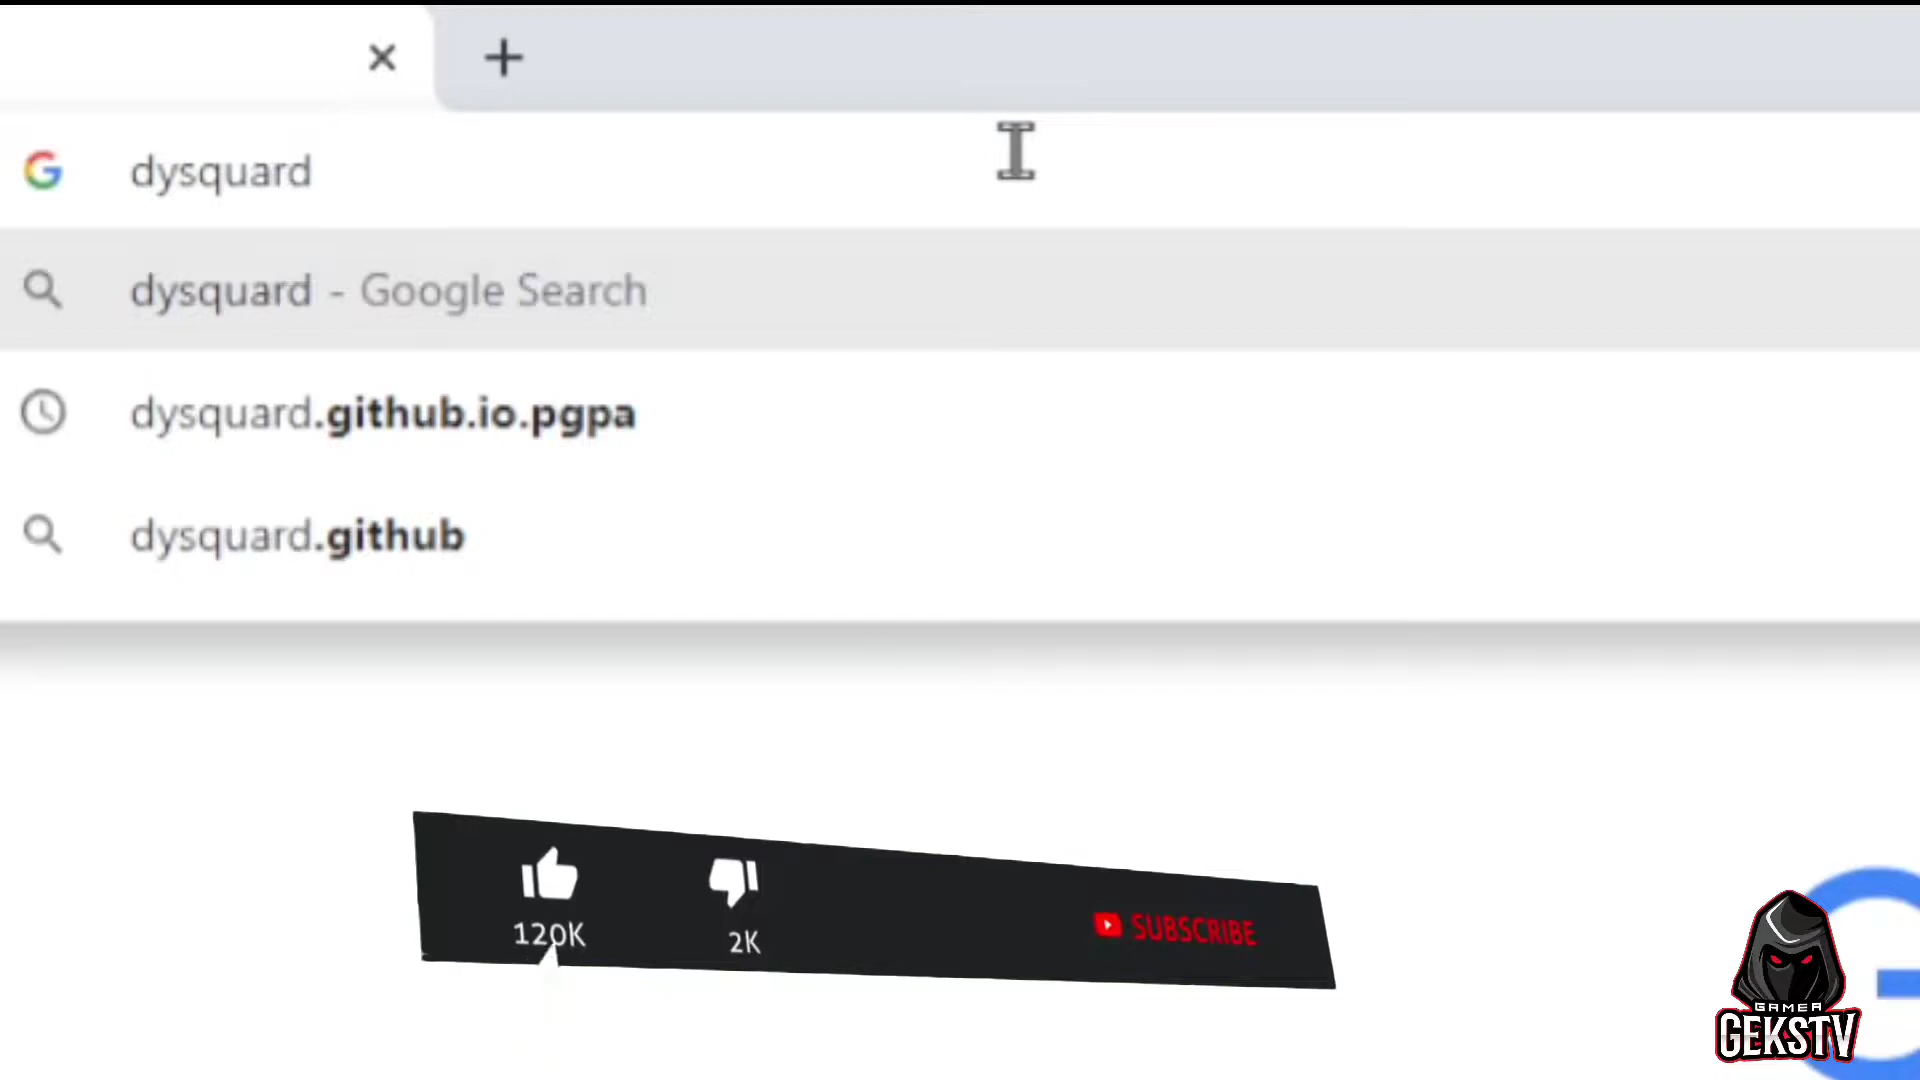 dysquard
dysquard - Google Search
dysquard.github.io.pgpa
dysquard.github
120K
2K
SUBSCRIBE
GAMER
GEKSTV